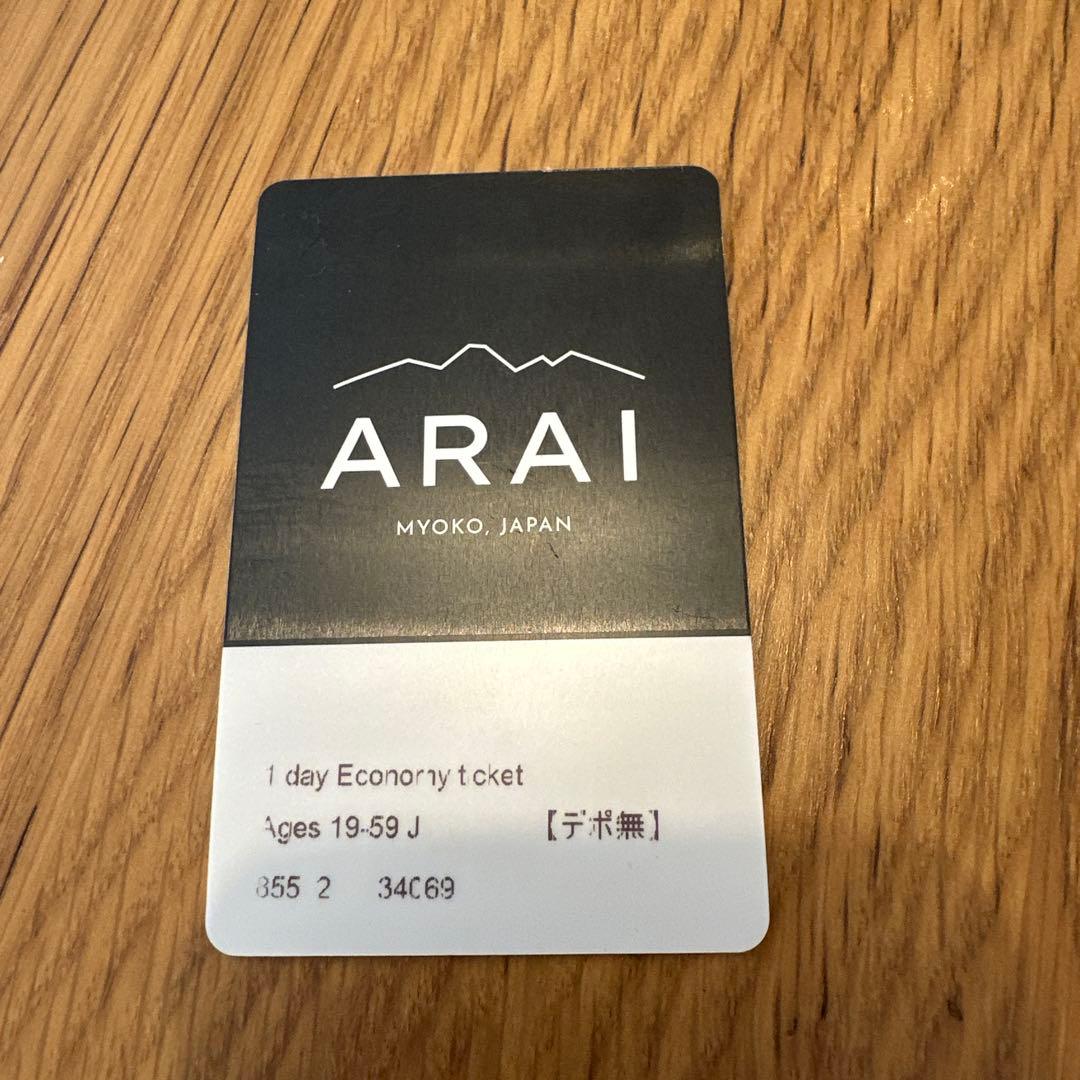 ARAI
MYOKO, JAPAN
1 day Economy ticket
Ages 19-59 J 【デポ無】
855 2 34069